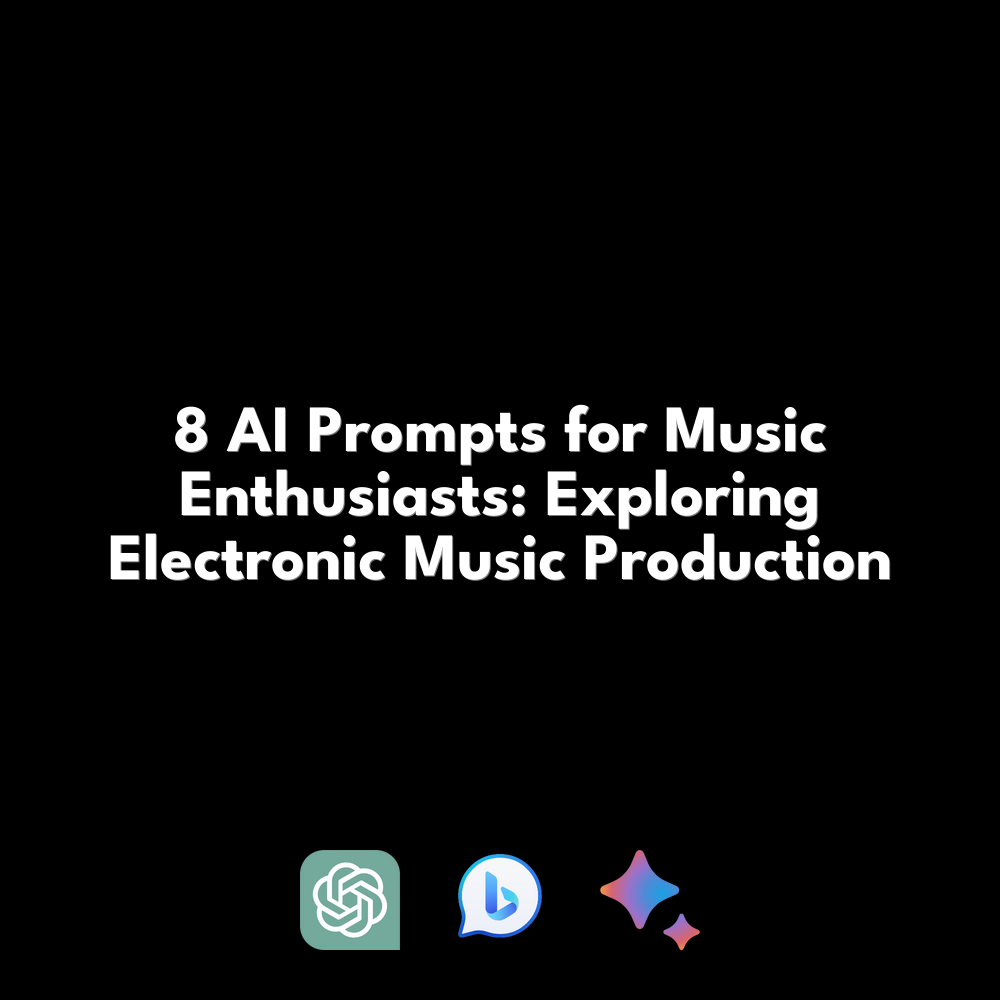 8 AI Prompts for Music
Enthusiasts: Exploring
Electronic Music Production